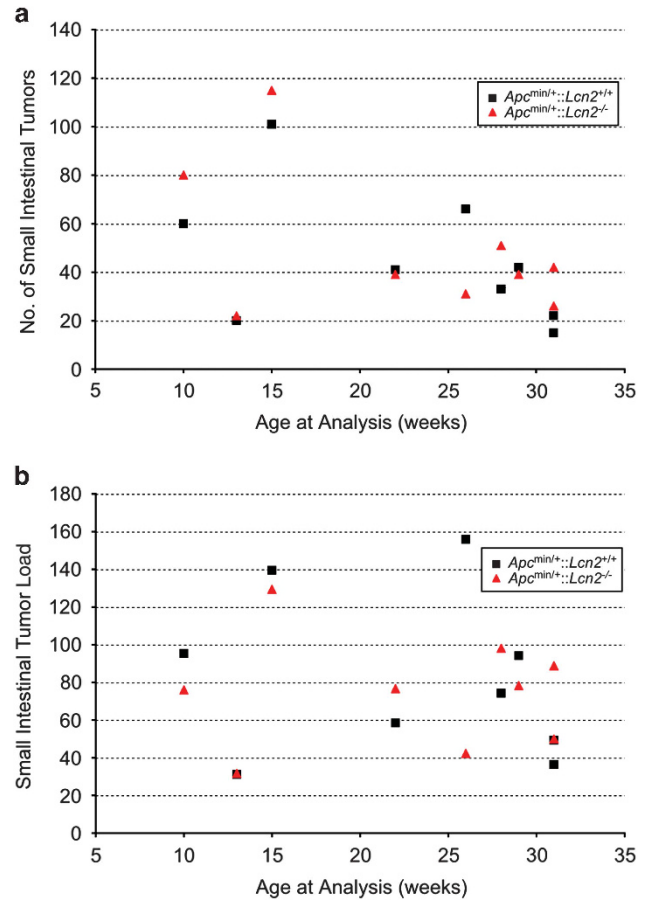 a
140
120
100
80
60
40
20
0
No. of Small Intestinal Tumors
Apcmin/+::Lcn2+/+
Apcmin/+::Lcn2-/-
5 10 15 20 25 30 35
Age at Analysis (weeks)
b
180
160
140
120
100
80
60
40
20
0
Small Intestinal Tumor Load
Apcmin/+::Lcn2+/+
Apcmin/+::Lcn2-/-
5 10 15 20 25 30 35
Age at Analysis (weeks)